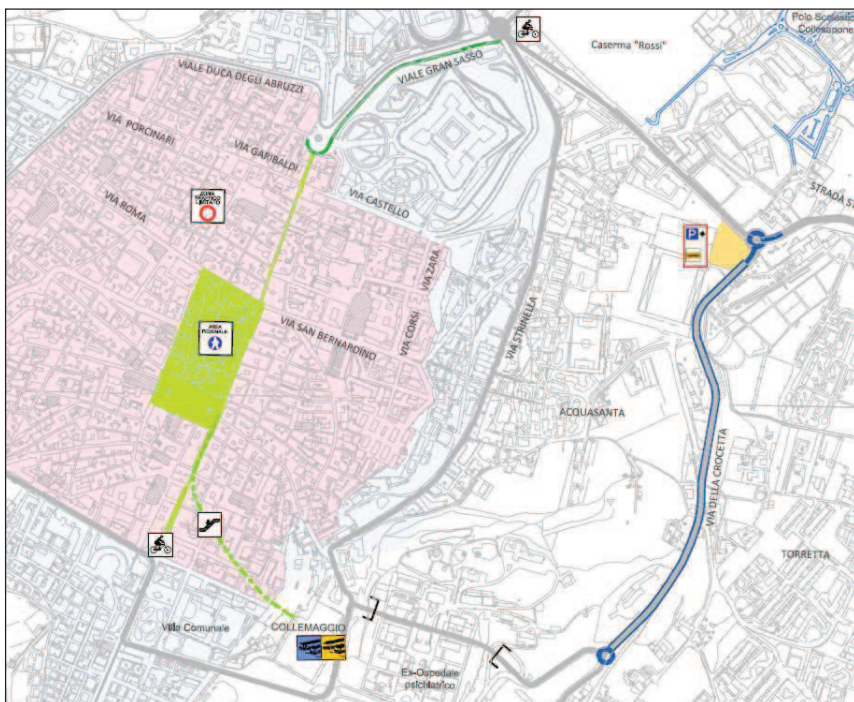 Polo Scolastico
Collesapone
Caserma "Rossi"
VIALE GRAN SASSO
VIALE DUCA DEGLI ABRUZZI
VIA PORCINARI
VIA GARIBALDI
VIA ROMA
ZONA
TRAFFICO
LIMITATO
VIA CASTELLO
STRADA ST
P+
VIA ZARA
AREA
PEDONALE
VIA SAN BERNARDINO
VIA CORSI
VIA STRINELLA
ACQUASANTA
VIA DELLA CROCETTA
TORRETTA
Villa Comunale
COLLEMAGGIO
Ex-Ospedale
psichiatrico